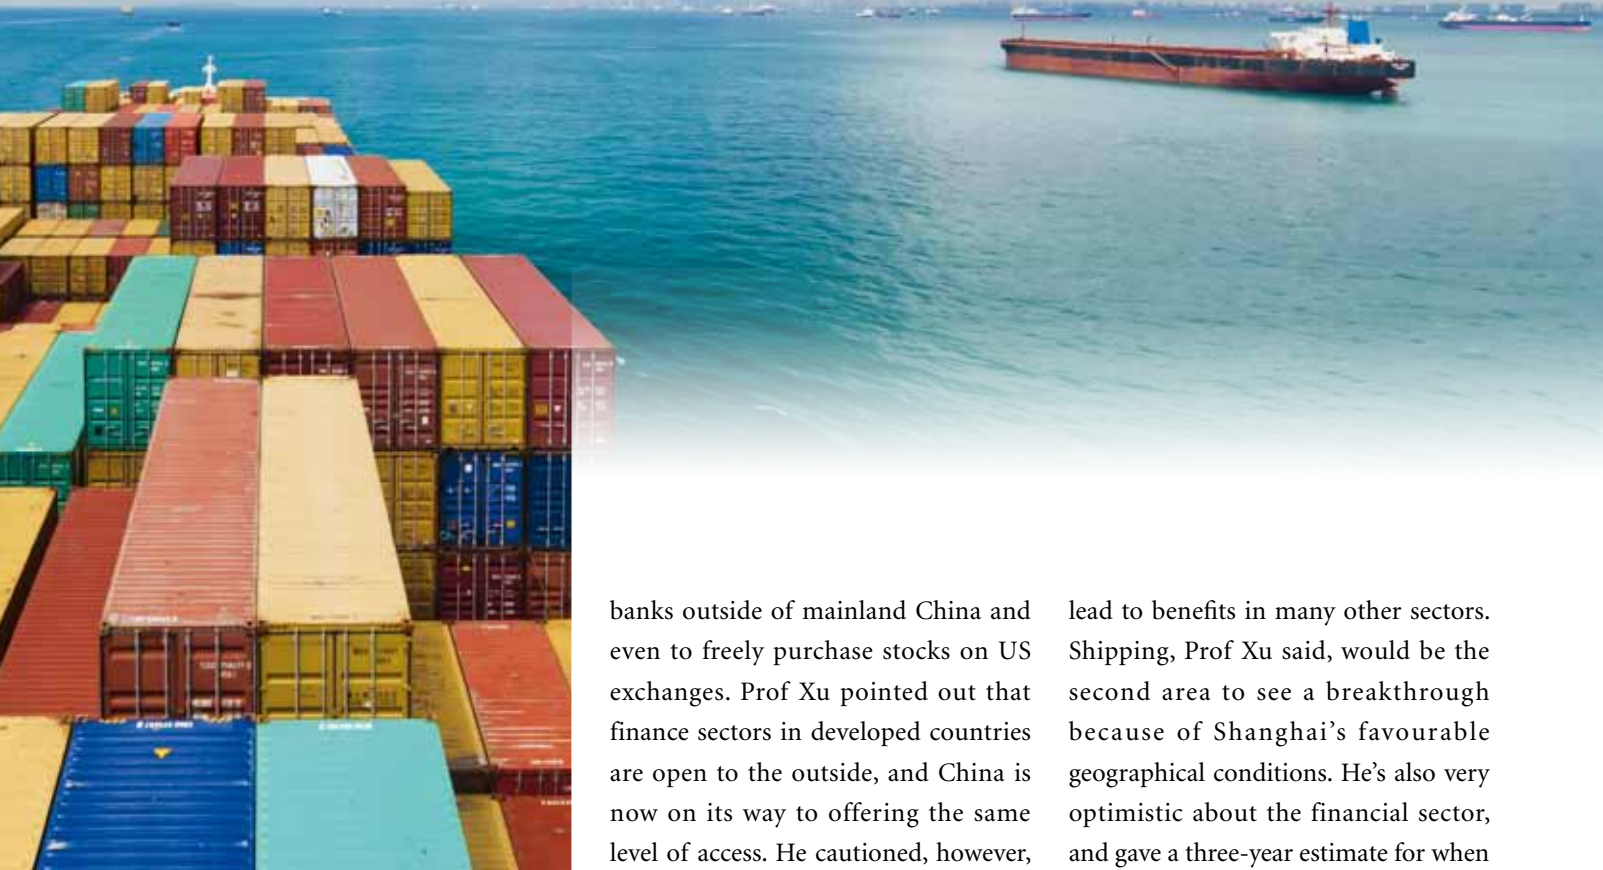 banks outside of mainland China and
even to freely purchase stocks on US
exchanges. Prof Xu pointed out that
finance sectors in developed countries
are open to the outside, and China is
now on its way to offering the same
level of access. He cautioned, however,
lead to benefits in many other sectors.
Shipping, Prof Xu said, would be the
second area to see a breakthrough
because of Shanghai’s favourable
geographical conditions. He’s also very
optimistic about the financial sector,
and gave a three-year estimate for when